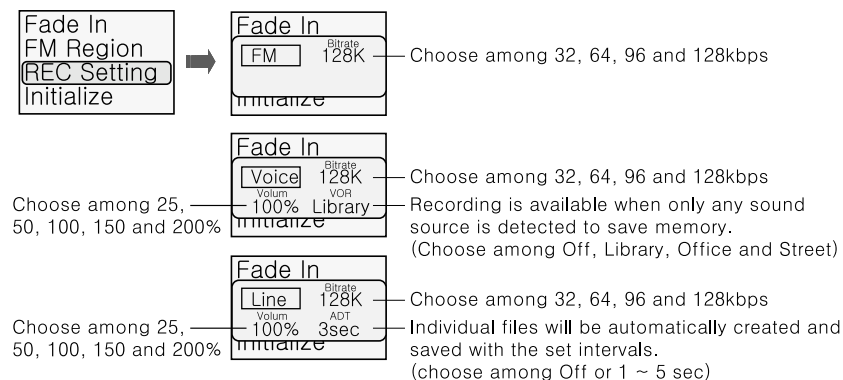 Fade In
FM Region
REC Setting
Initialize
Fade In
FM
Bitrate
128K
Initialize
Choose among 32, 64, 96 and 128kbps
Fade In
Voice
Bitrate
128K
Volum
100%
VOR
Library
Initialize
Choose among 32, 64, 96 and 128kbps
Choose among 25,
50, 100, 150 and 200%
Recording is available when only any sound
source is detected to save memory.
(Choose among Off, Library, Office and Street)
Fade In
Line
Bitrate
128K
Volum
100%
ADT
3sec
Initialize
Choose among 32, 64, 96 and 128kbps
Choose among 25,
50, 100, 150 and 200%
Individual files will be automatically created and
saved with the set intervals.
(choose among Off or 1 ~ 5 sec)